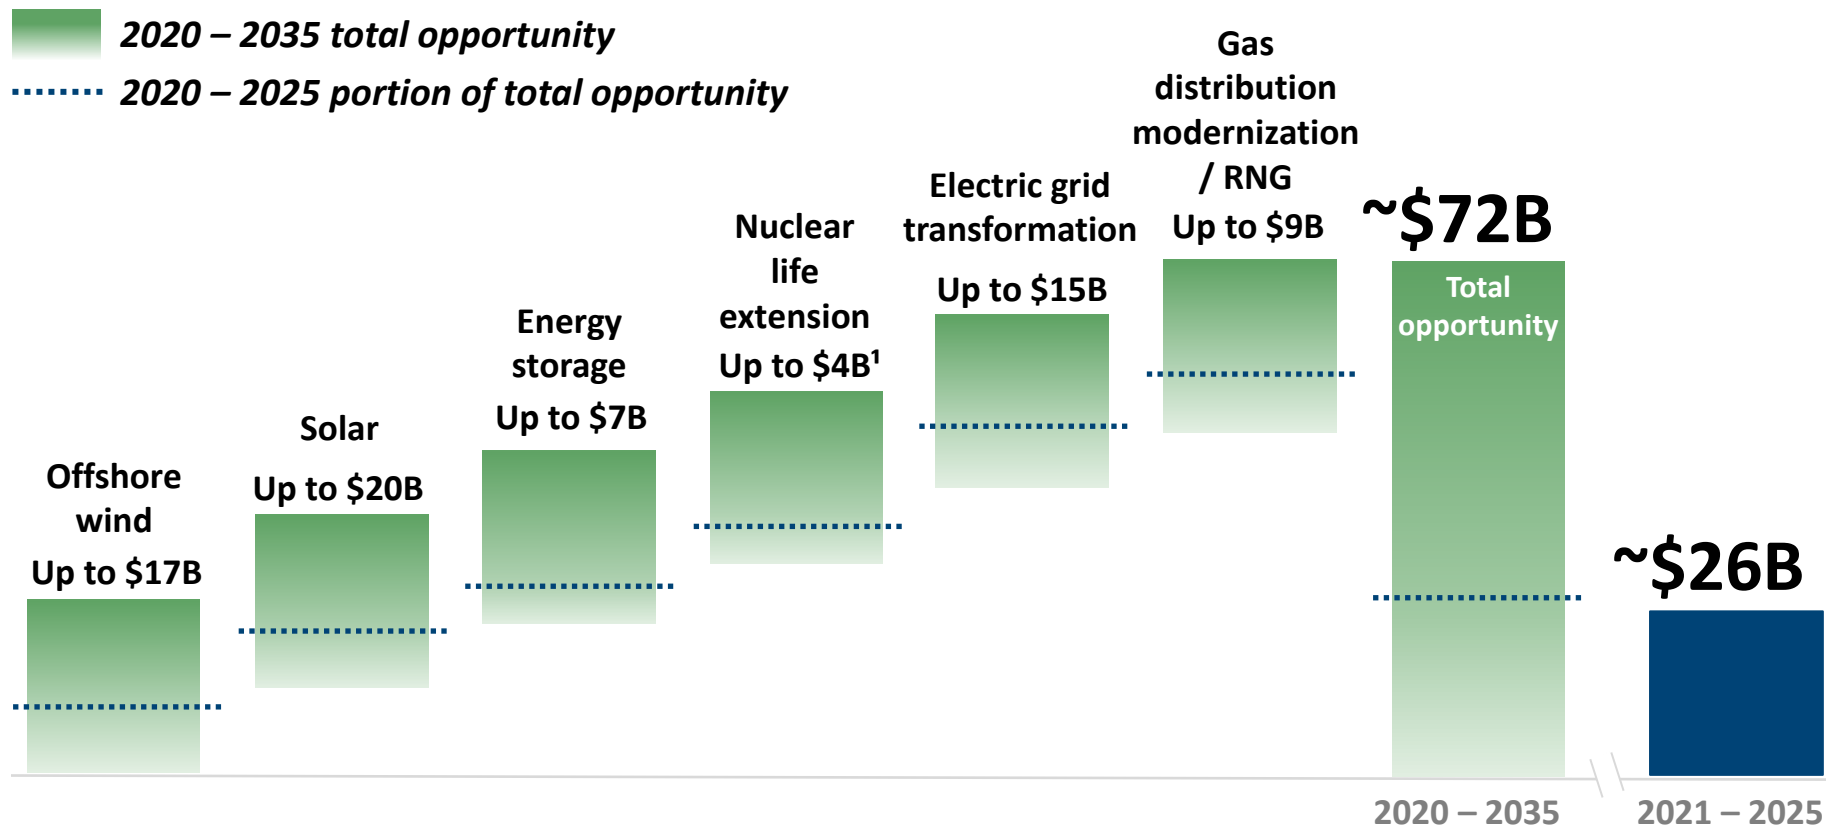 2020 – 2035 total opportunity
2020 – 2025 portion of total opportunity
Offshore
wind
Up to $17B
Solar
Up to $20B
Energy
storage
Up to $7B
Nuclear
life
extension
Up to $4B¹
Electric grid
transformation
Up to $15B
Gas
distribution
modernization
/ RNG
Up to $9B
~$72B
Total
opportunity
~$26B
2020 – 2035
2021 – 2025